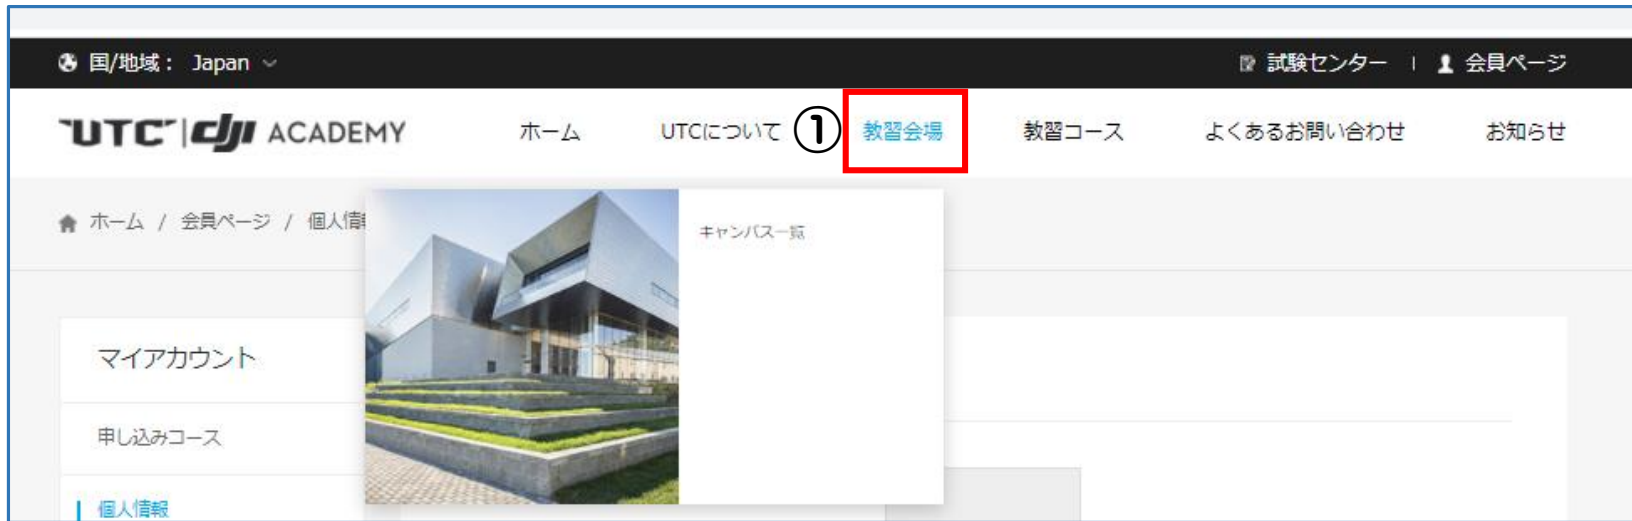 国/地域： Japan
試験センター | 会員ページ
UTC | dji ACADEMY
ホーム
UTCについて
①
教習会場
教習コース
よくあるお問い合わせ
お知らせ
ホーム / 会員ページ / 個人情
キャンパス一覧
マイアカウント
申し込みコース
個人情報